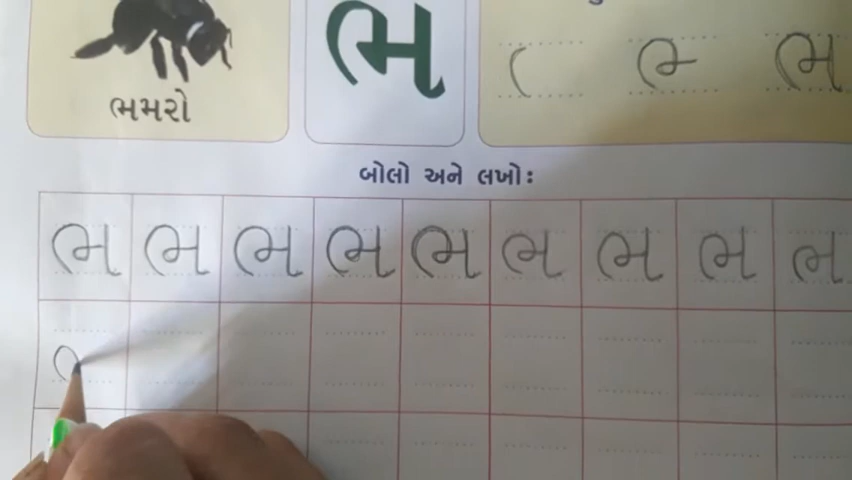 ભ
ભ
ભમરો
બોલો અને લખો:
ભ ભ ભ ભ ભ ભ ભ ભ ભ